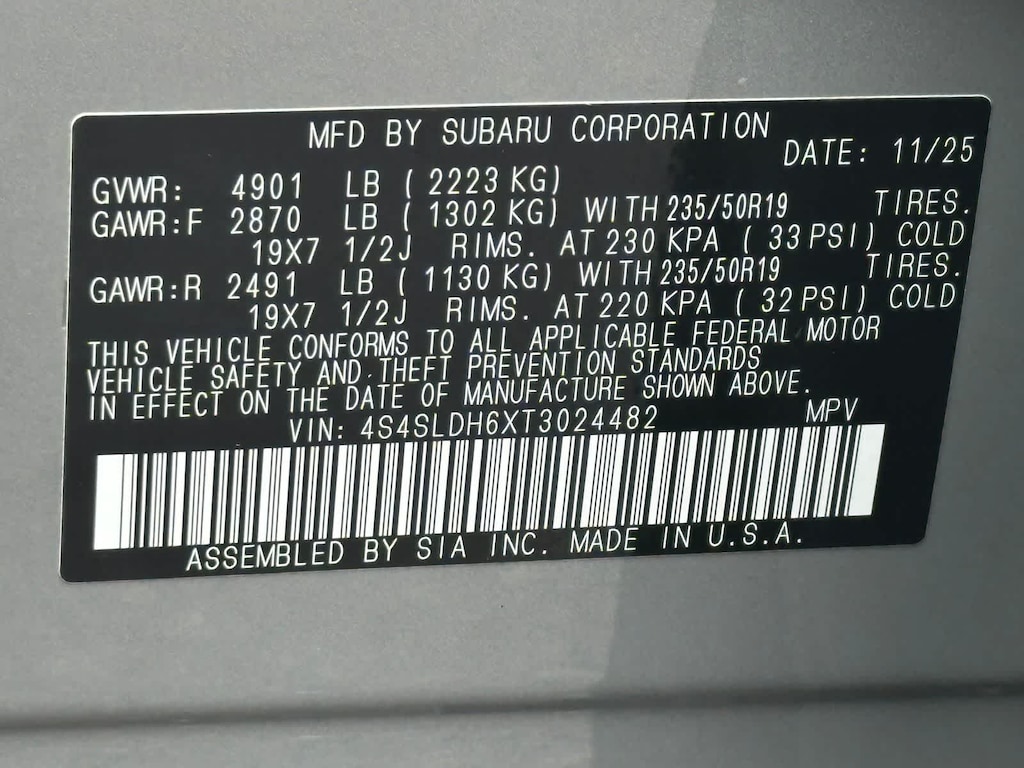 MFD BY SUBARU CORPORATION
DATE: 11/25
GVWR: 4901 LB (2223 KG)
GAWR:F 2870 LB (1302 KG) WITH 235/50R19 TIRES.
19X7 1/2J RIMS. AT 230 KPA (33 PSI) COLD
GAWR:R 2491 LB (1130 KG) WITH 235/50R19 TIRES.
19X7 1/2J RIMS. AT 220 KPA (32 PSI) COLD
THIS VEHICLE CONFORMS TO ALL APPLICABLE FEDERAL MOTOR
VEHICLE SAFETY AND THEFT PREVENTION STANDARDS
IN EFFECT ON THE DATE OF MANUFACTURE SHOWN ABOVE.
VIN: 4S4SLDH6XT3024482 MPV
ASSEMBLED BY SIA INC. MADE IN U.S.A.